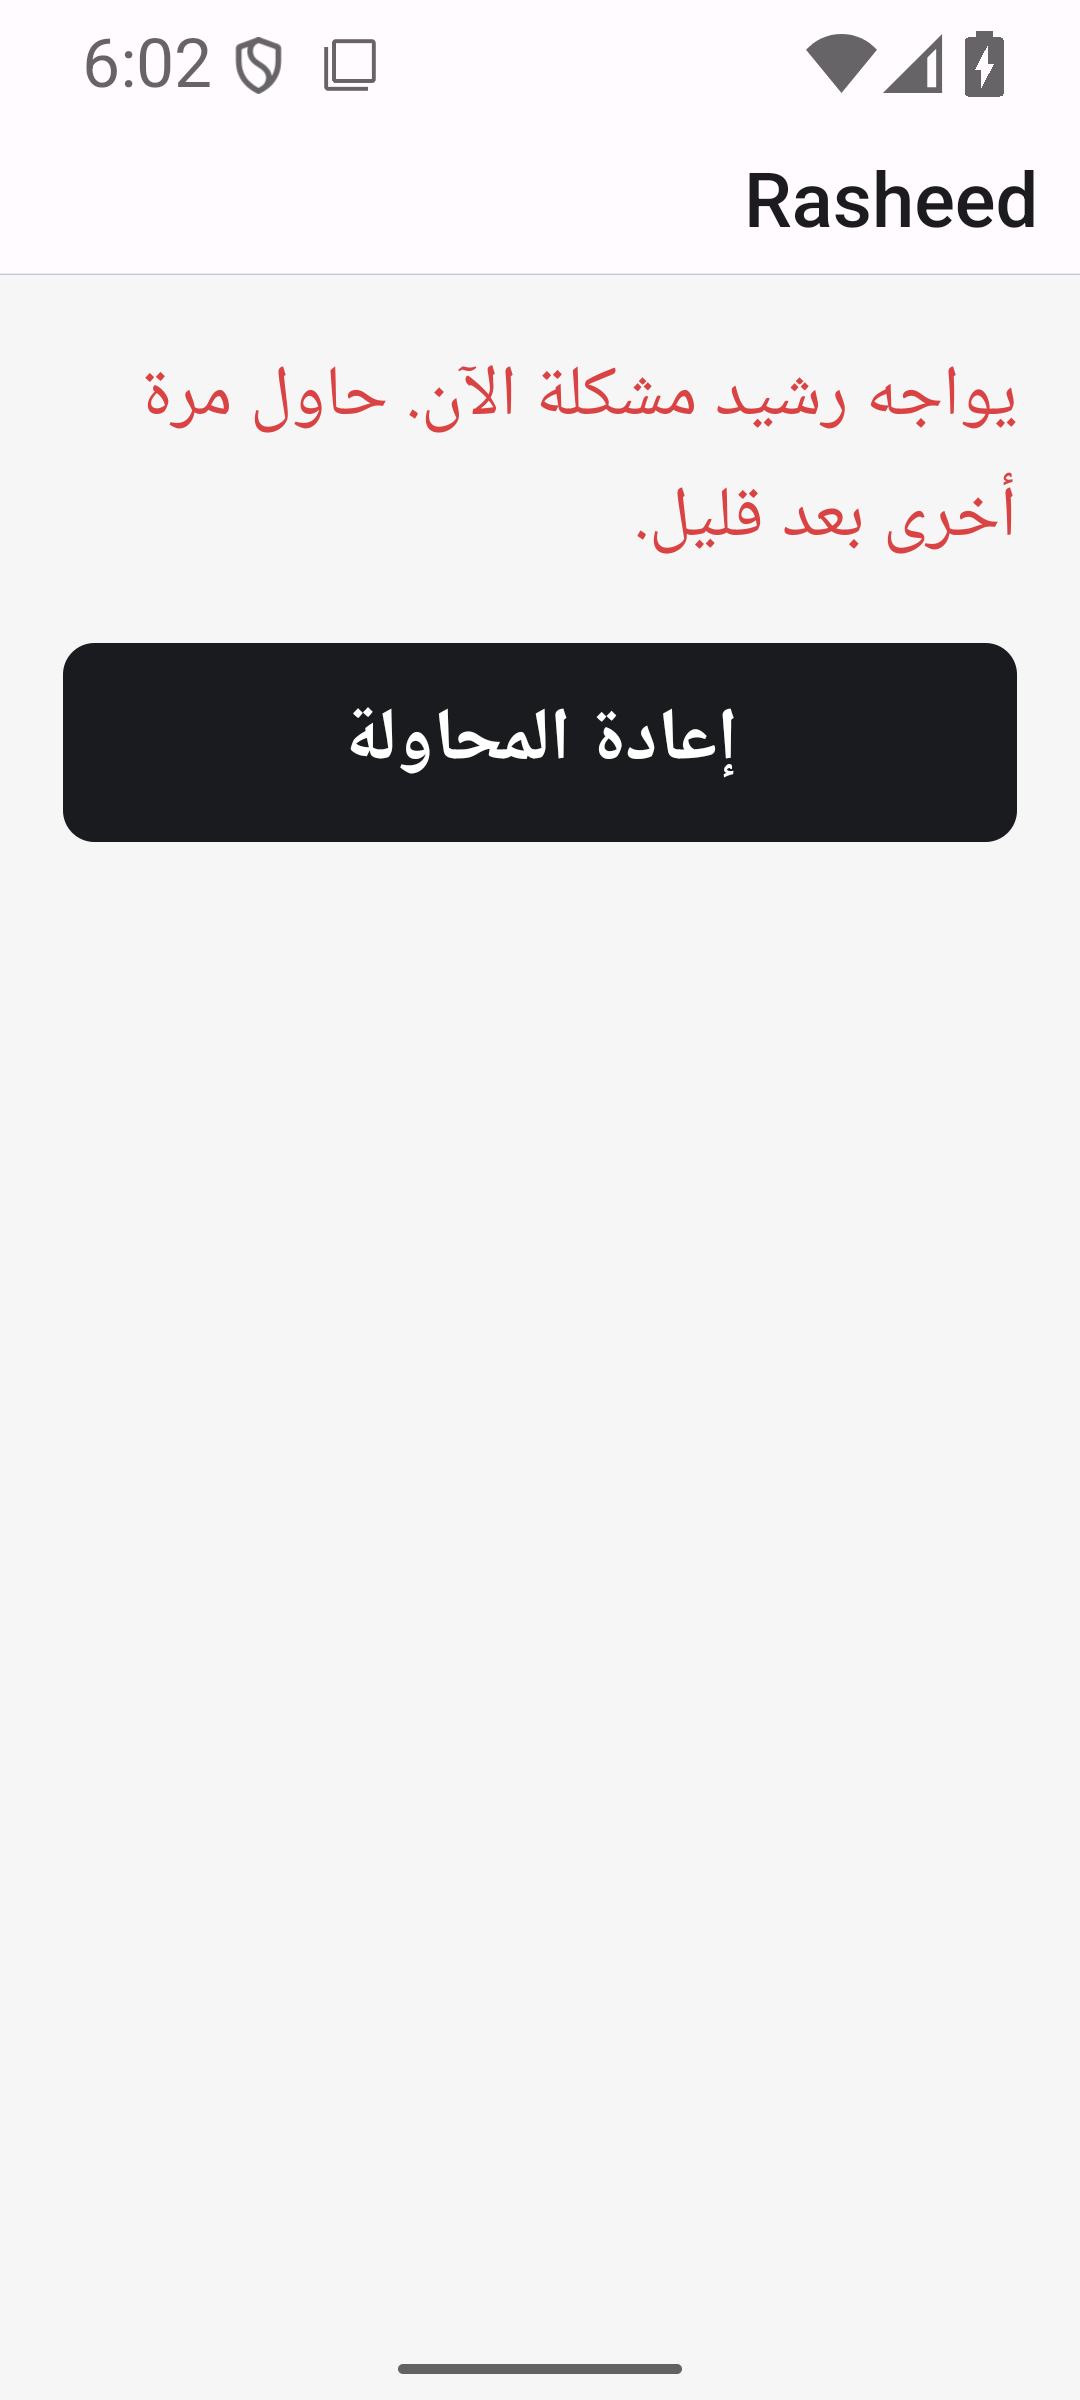 6:02
Rasheed
يواجه رشيد مشكلة الآن. حاول مرة
أخرى بعد قليل.
إعادة المحاولة